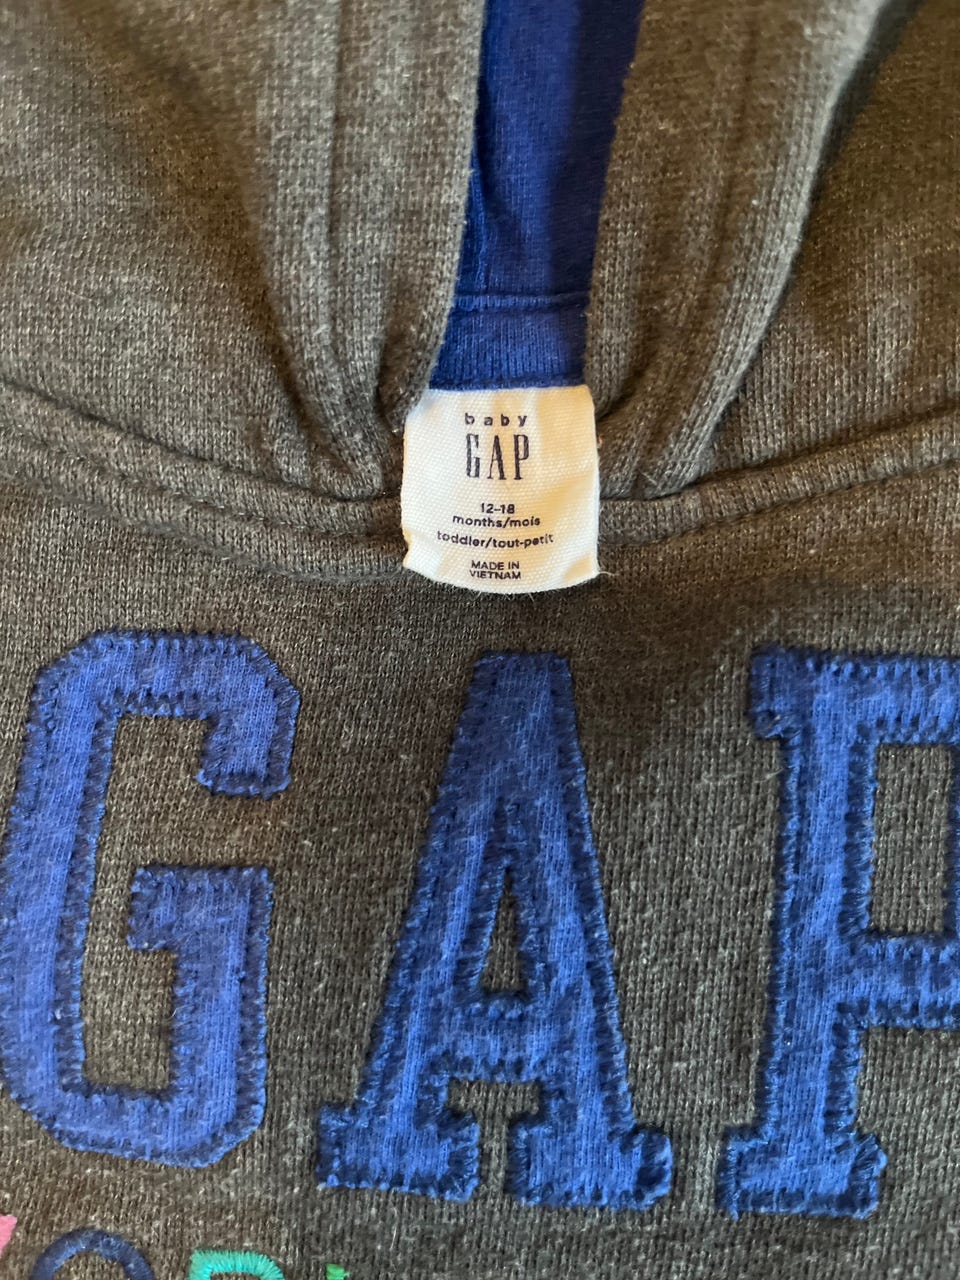 baby
GAP
12-18
months/mois
toddler/tout-petit
MADE IN
VIETNAM
GAP